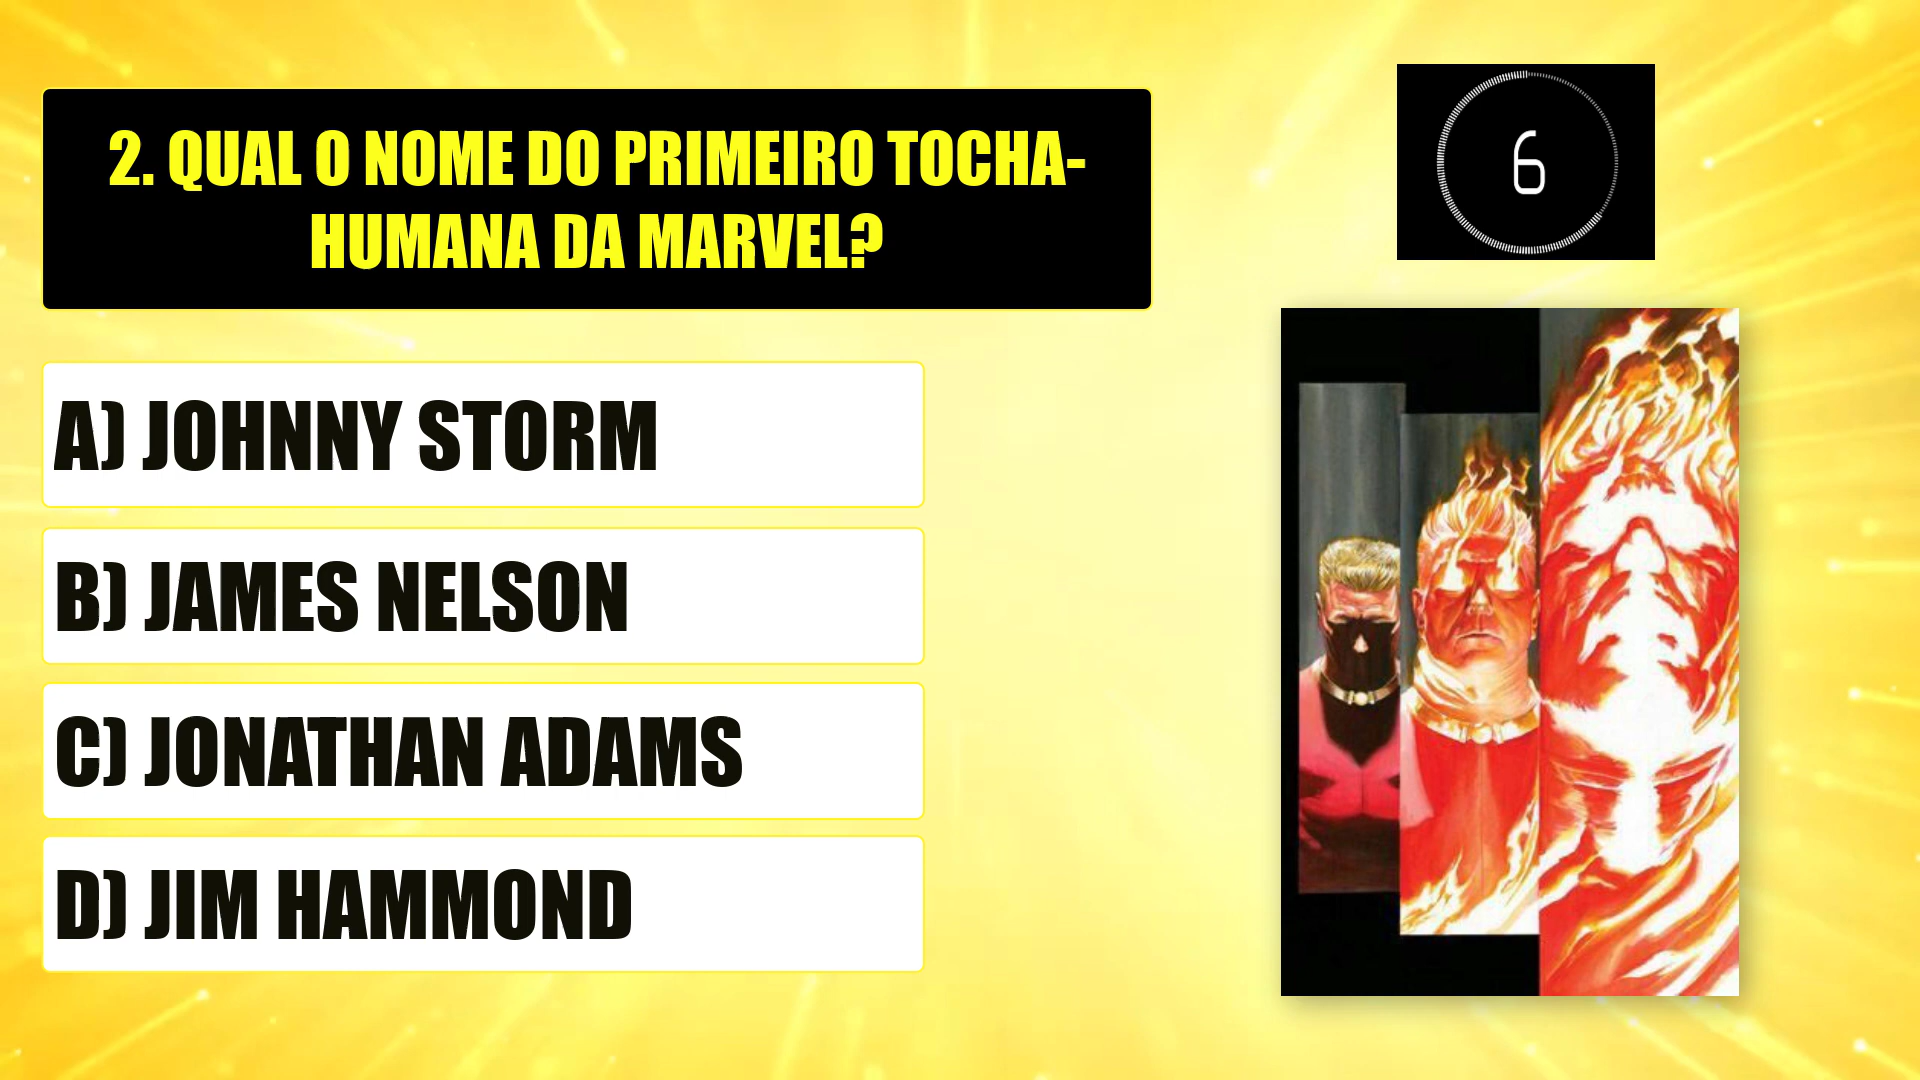 2. QUAL O NOME DO PRIMEIRO TOCHA-
HUMANA DA MARVEL?
6
A) JOHNNY STORM
B) JAMES NELSON
C) JONATHAN ADAMS
D) JIM HAMMOND